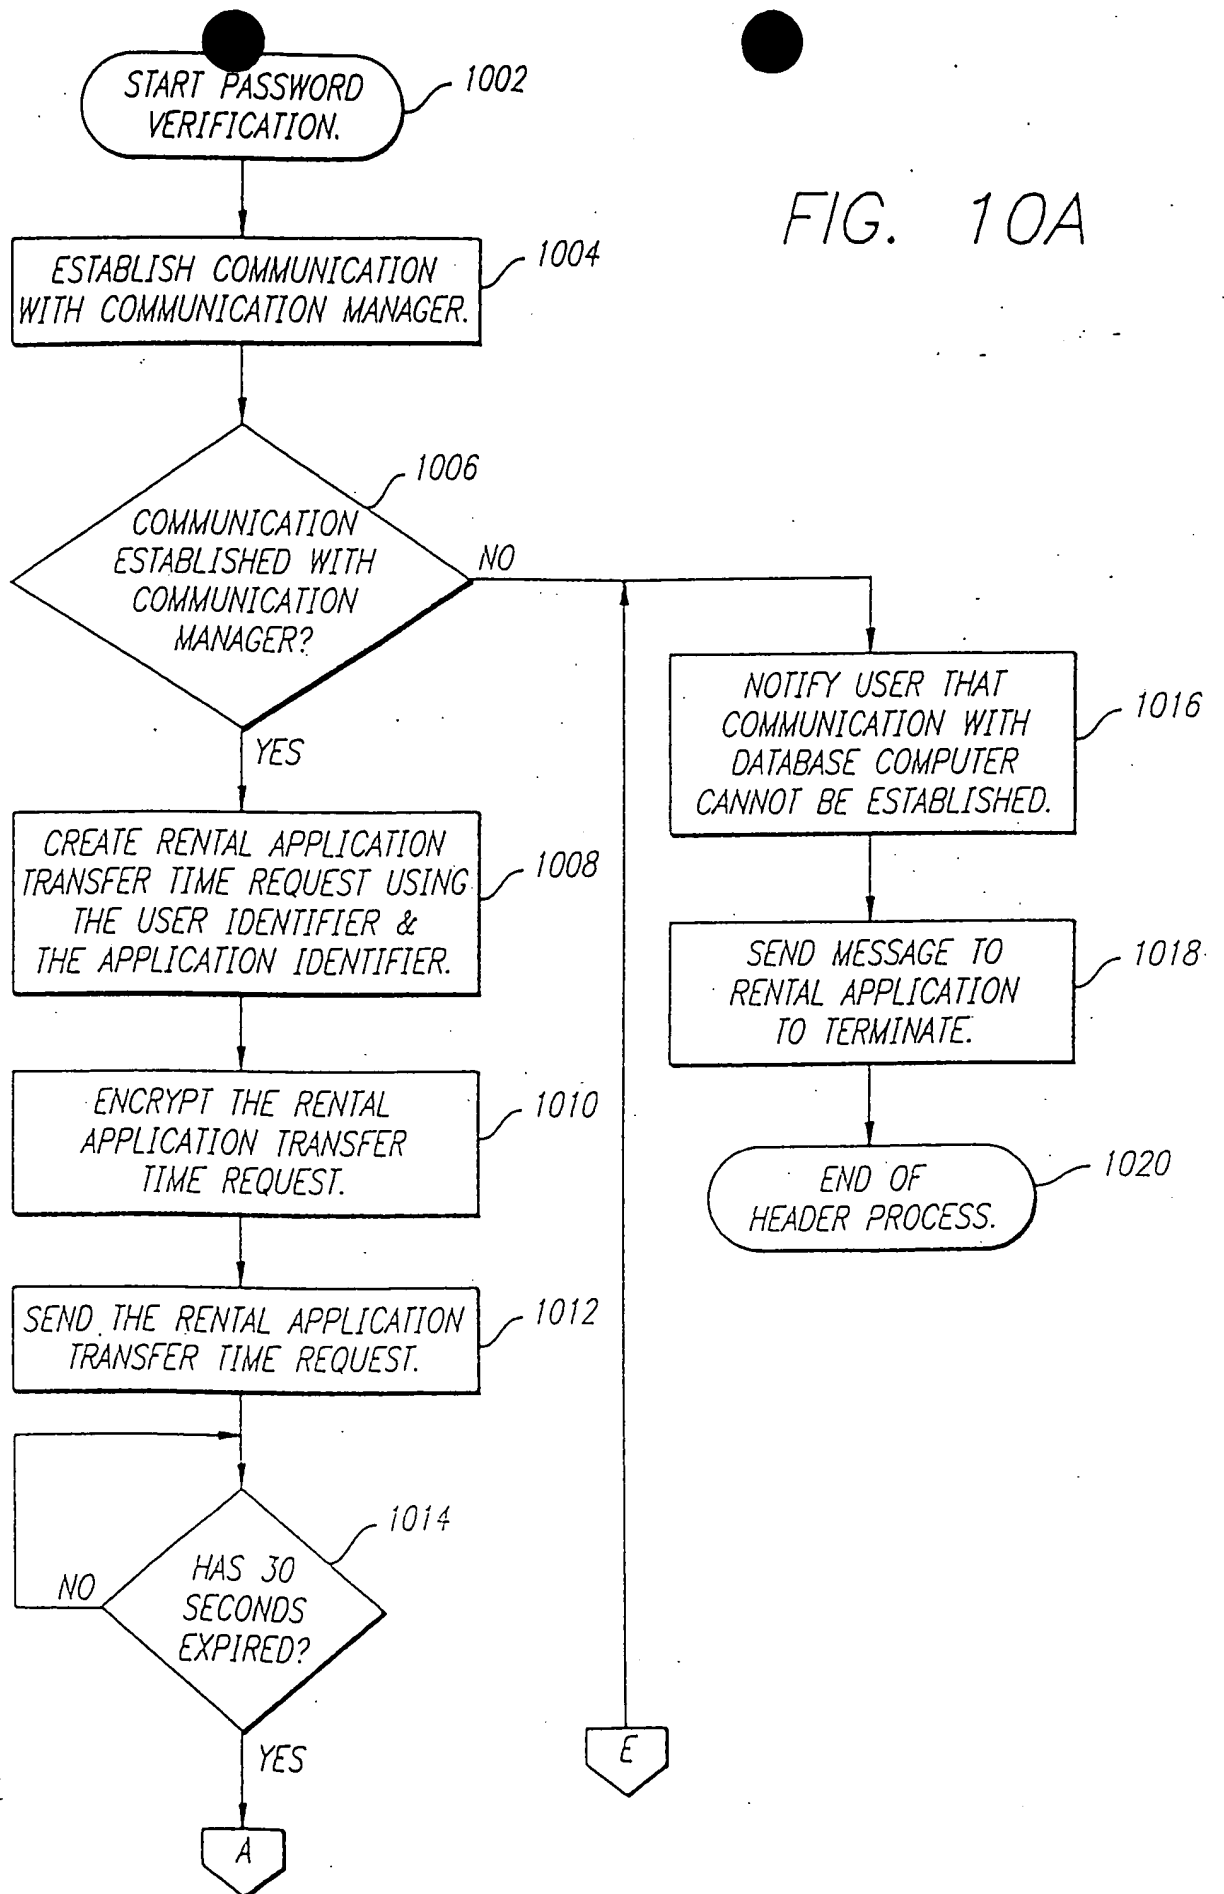 START PASSWORD
VERIFICATION.
1002
FIG. 10A
ESTABLISH COMMUNICATION
WITH COMMUNICATION MANAGER.
1004
COMMUNICATION
ESTABLISHED WITH
COMMUNICATION
MANAGER?
1006
NO
YES
CREATE RENTAL APPLICATION
TRANSFER TIME REQUEST USING
THE USER IDENTIFIER &
THE APPLICATION IDENTIFIER.
1008
ENCRYPT THE RENTAL
APPLICATION TRANSFER
TIME REQUEST.
1010
SEND THE RENTAL APPLICATION
TRANSFER TIME REQUEST.
1012
HAS 30
SECONDS
EXPIRED?
1014
NO
YES
A
NOTIFY USER THAT
COMMUNICATION WITH
DATABASE COMPUTER
CANNOT BE ESTABLISHED.
1016
SEND MESSAGE TO
RENTAL APPLICATION
TO TERMINATE.
1018
END OF
HEADER PROCESS.
1020
E